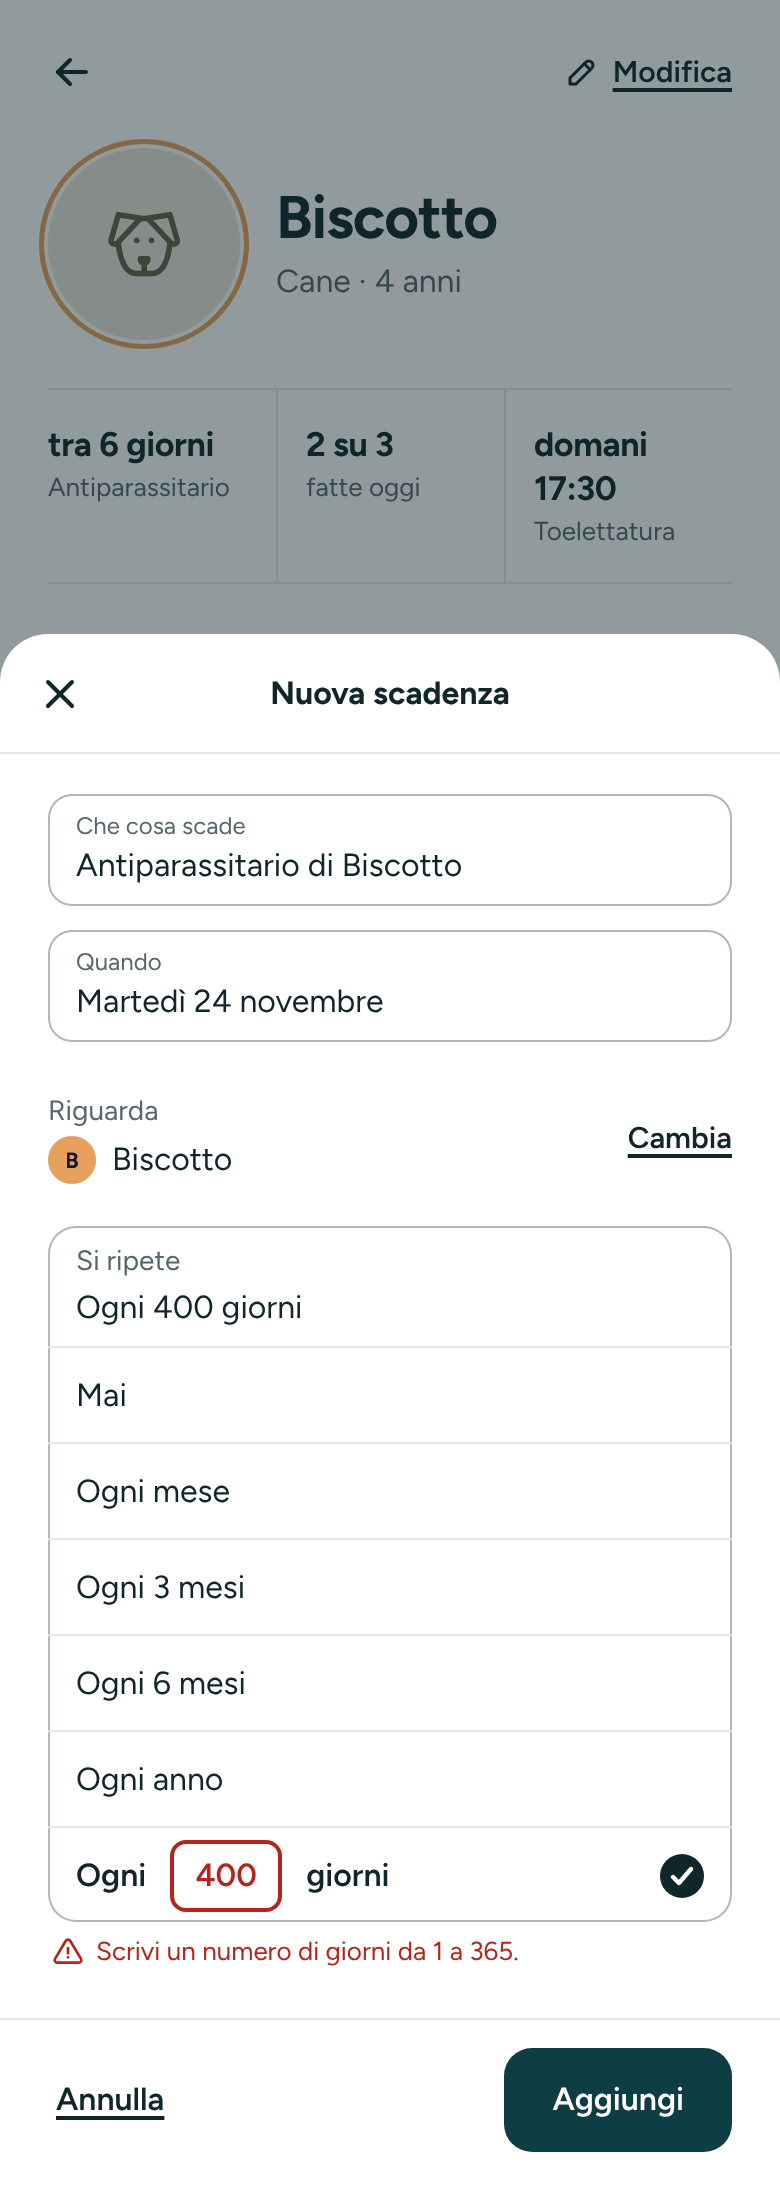 Modifica
Biscotto
Cane · 4 anni
tra 6 giorni
Antiparassitario
2 su 3
fatte oggi
domani
17:30
Toelettatura
Nuova scadenza
Che cosa scade
Antiparassitario di Biscotto
Quando
Martedì 24 novembre
Riguarda
B Biscotto
Cambia
Si ripete
Ogni 400 giorni
Mai
Ogni mese
Ogni 3 mesi
Ogni 6 mesi
Ogni anno
Ogni 400 giorni
Scrivi un numero di giorni da 1 a 365.
Annulla
Aggiungi